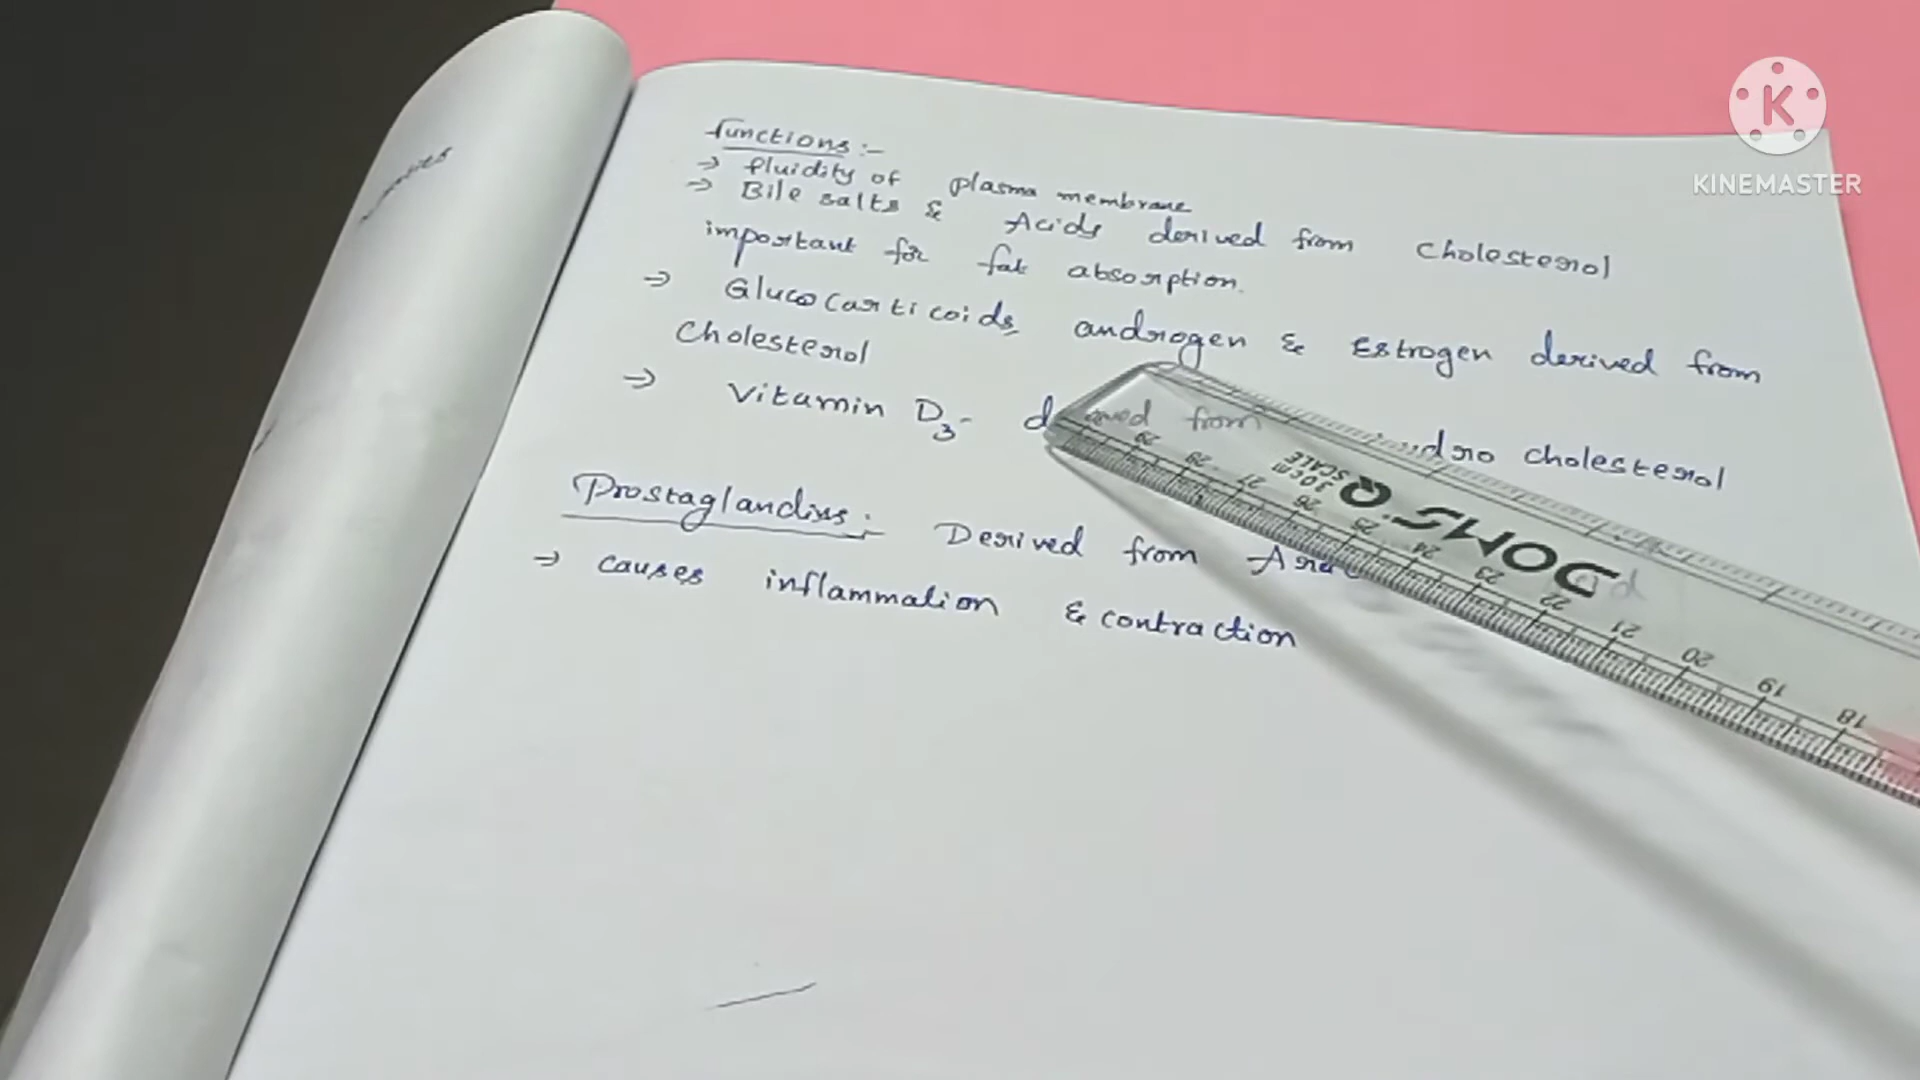 Functions:-
→ fluidity of plasma membrane
→ Bile salts & Acids derived from cholesterol
important for fat absorption.
→ Glucocarticoids, androgen & Estrogen derived from
cholesterol
→ Vitamin D3- from cholesterol
Prostaglandins:- Derived from
→ causes inflammation & contraction
DOMS
30cm
SCALE
29 28 27 26 25 24 23 22 21 20 19 18
K
KINEMASTER